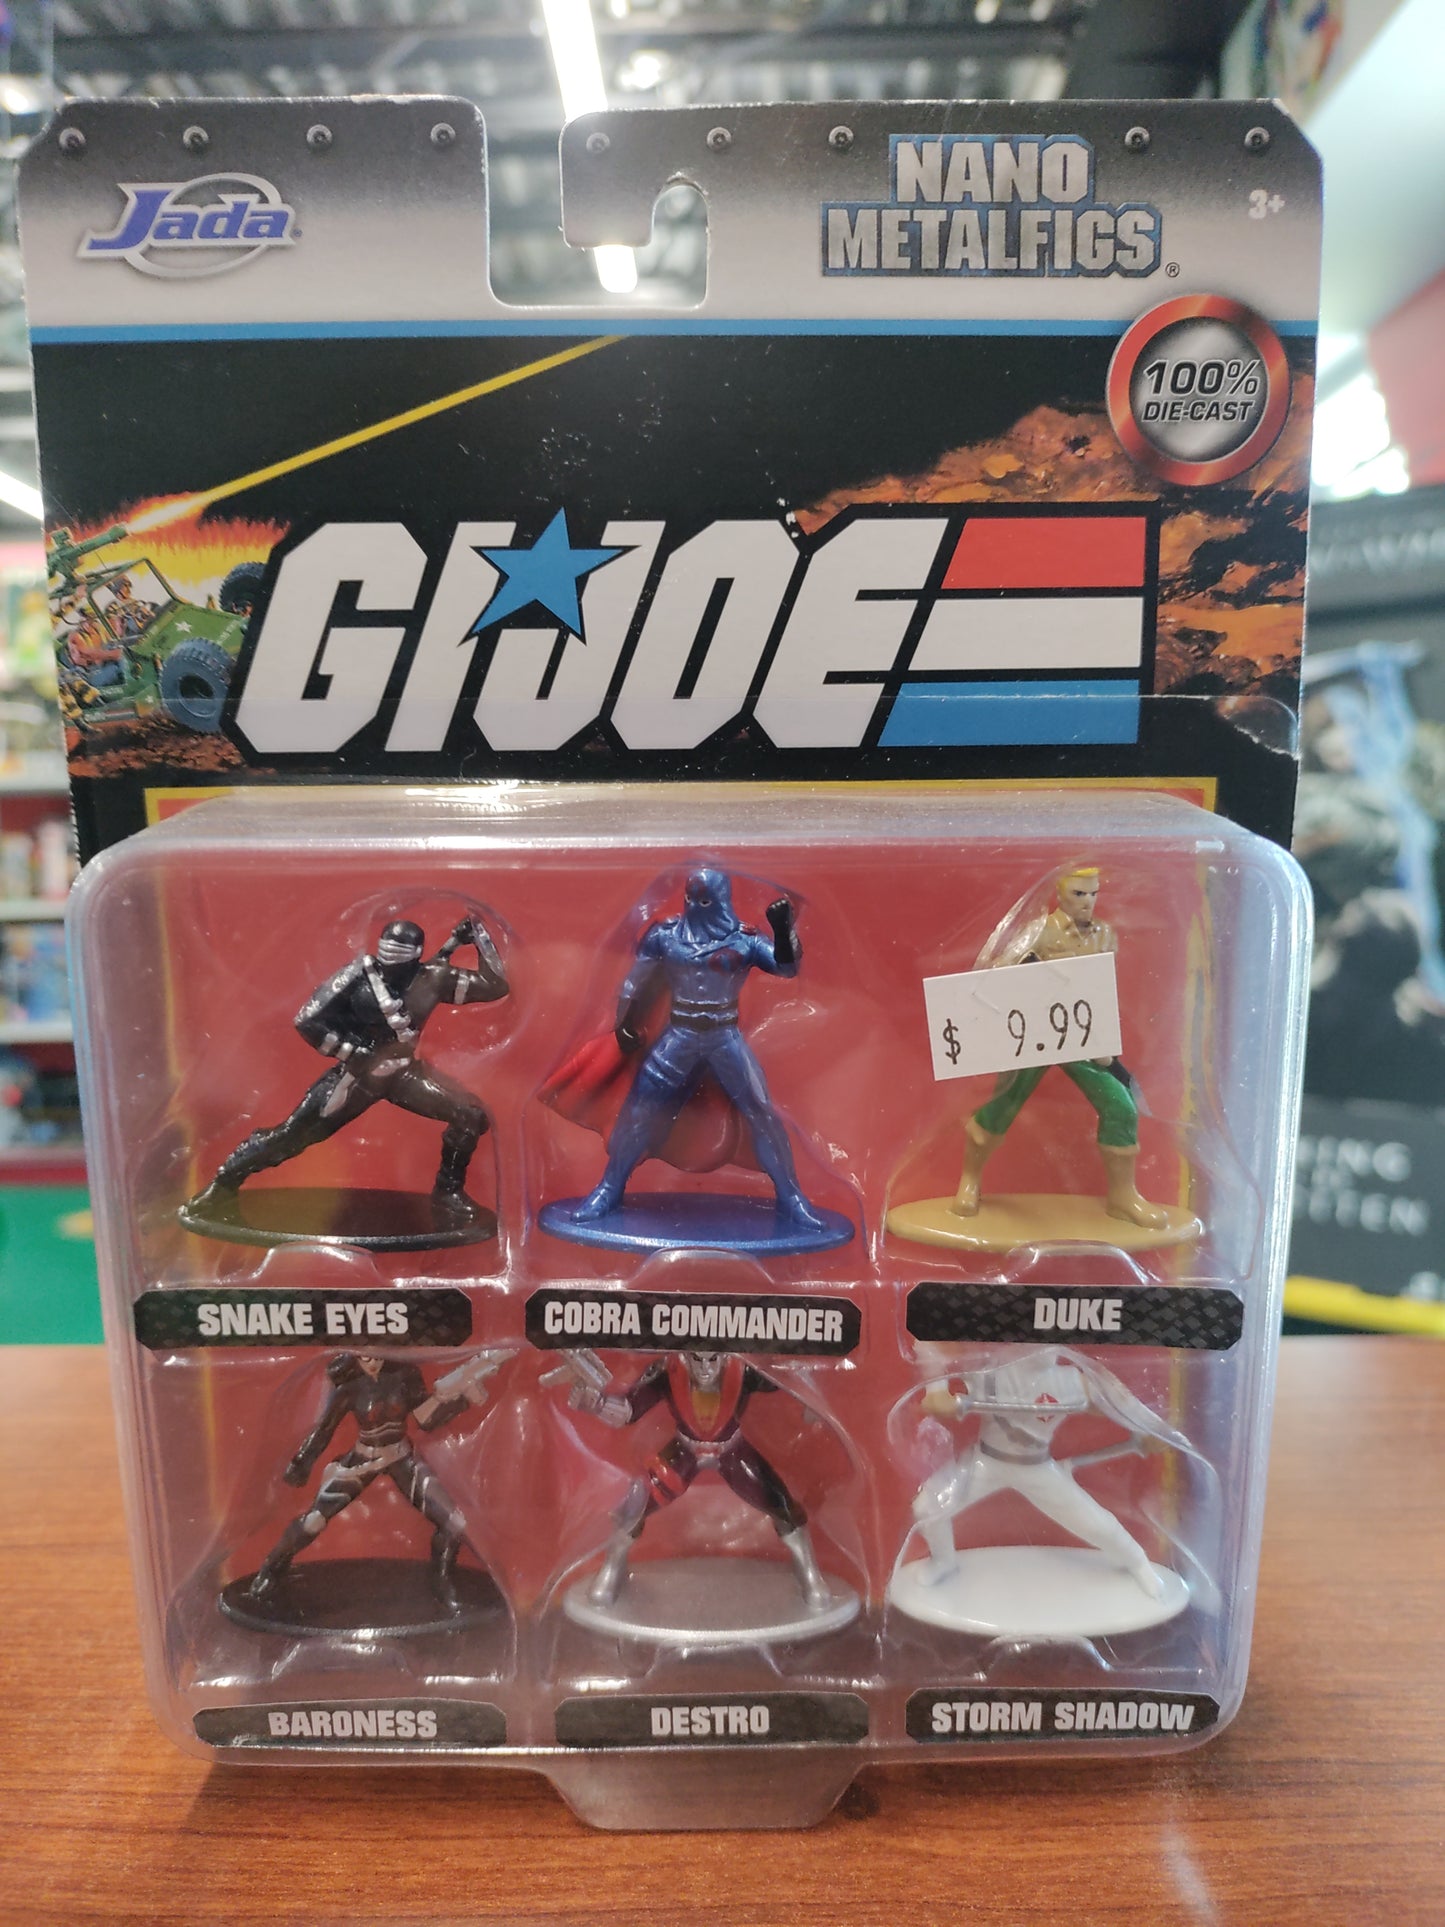 Jada
NANO
METALFIGS®
3+
100%
DIE-CAST
GI JOE
$ 9.99
SNAKE EYES
COBRA COMMANDER
DUKE
BARONESS
DESTRO
STORM SHADOW